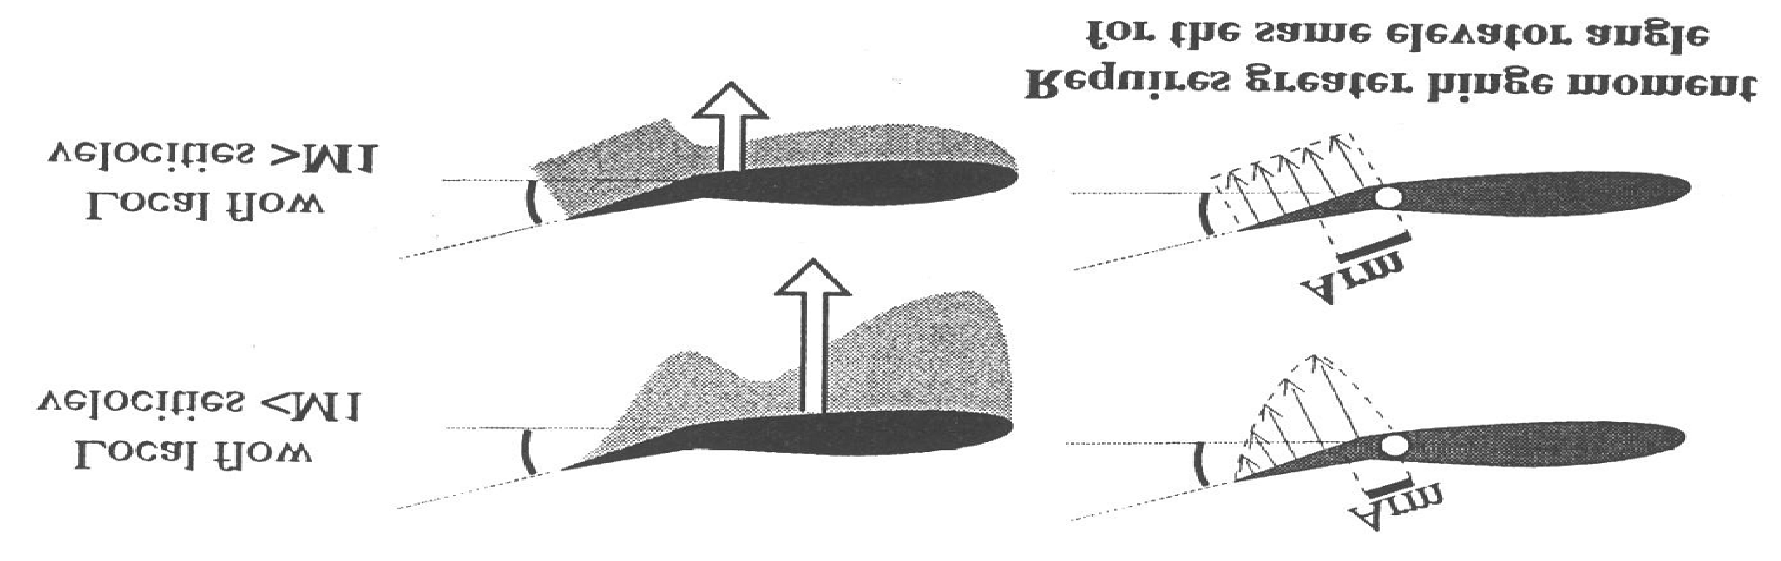 Local flow
velocities <M1
Arm
Local flow
velocities >M1
Arm
Requires greater hinge moment
for the same elevator angle